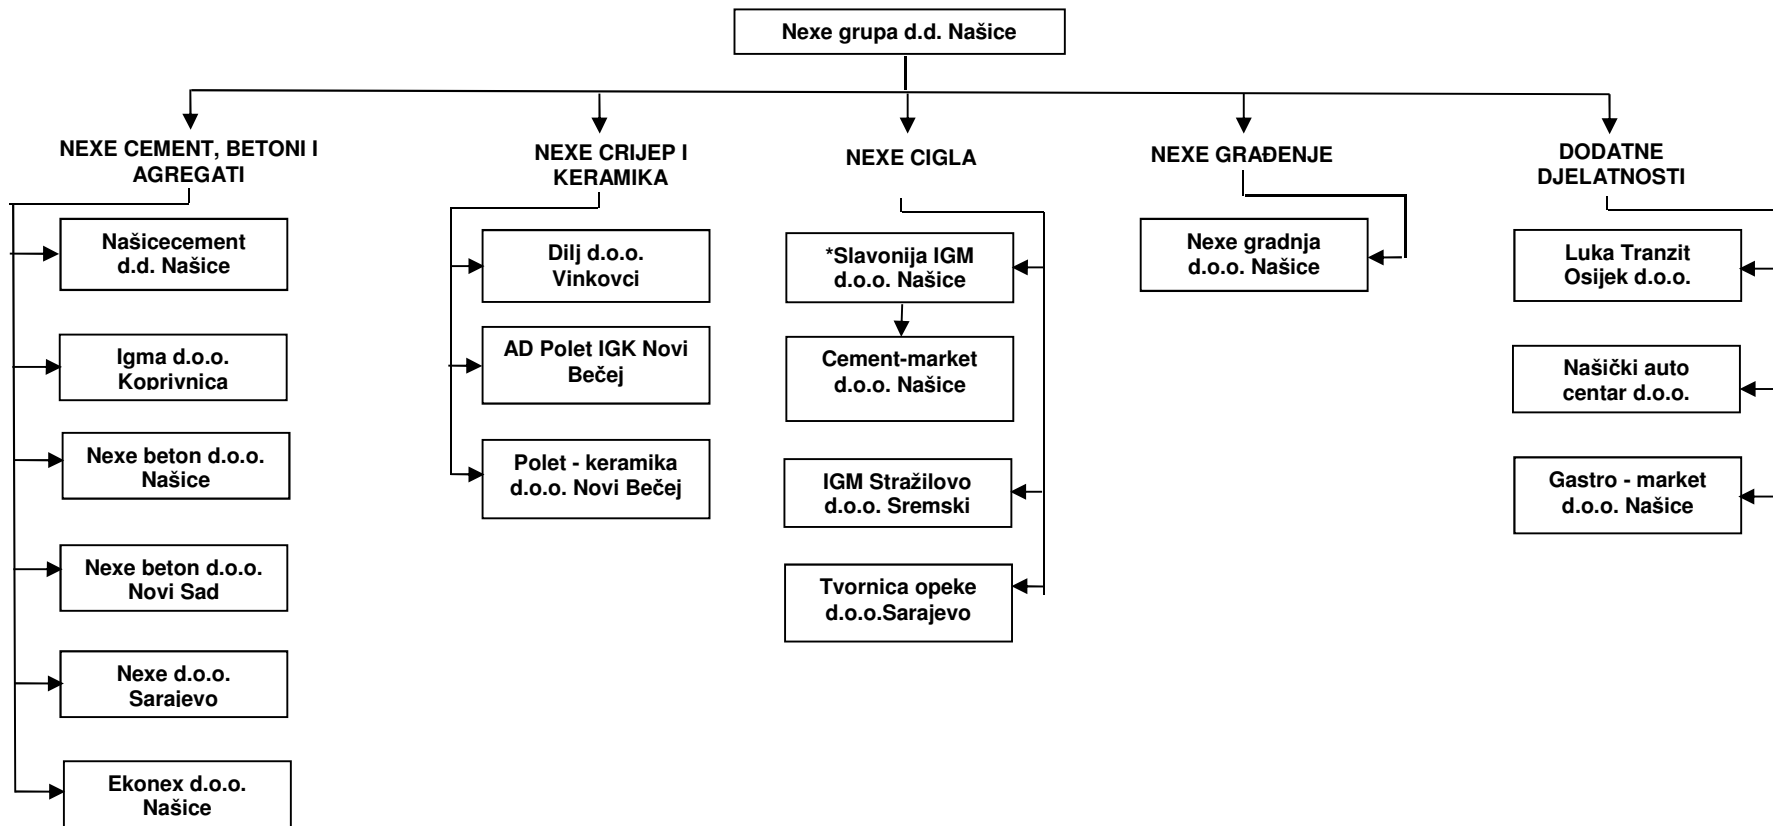 Nexe grupa d.d. Našice
NEXE CEMENT, BETONI I
AGREGATI
Našicecement
d.d. Našice
Igma d.o.o.
Koprivnica
Nexe beton d.o.o.
Našice
Nexe beton d.o.o.
Novi Sad
Nexe d.o.o.
Sarajevo
Ekonex d.o.o.
Našice
NEXE CRIJEP I
KERAMIKA
Dilj d.o.o.
Vinkovci
AD Polet IGK Novi
Bečej
Polet - keramika
d.o.o. Novi Bečej
NEXE CIGLA
*Slavonija IGM
d.o.o. Našice
Cement-market
d.o.o. Našice
IGM Stražilovo
d.o.o. Sremski
Tvornica opeke
d.o.o.Sarajevo
NEXE GRAĐENJE
Nexe gradnja
d.o.o. Našice
DODATNE
DJELATNOSTI
Luka Tranzit
Osijek d.o.o.
Našički auto
centar d.o.o.
Gastro - market
d.o.o. Našice